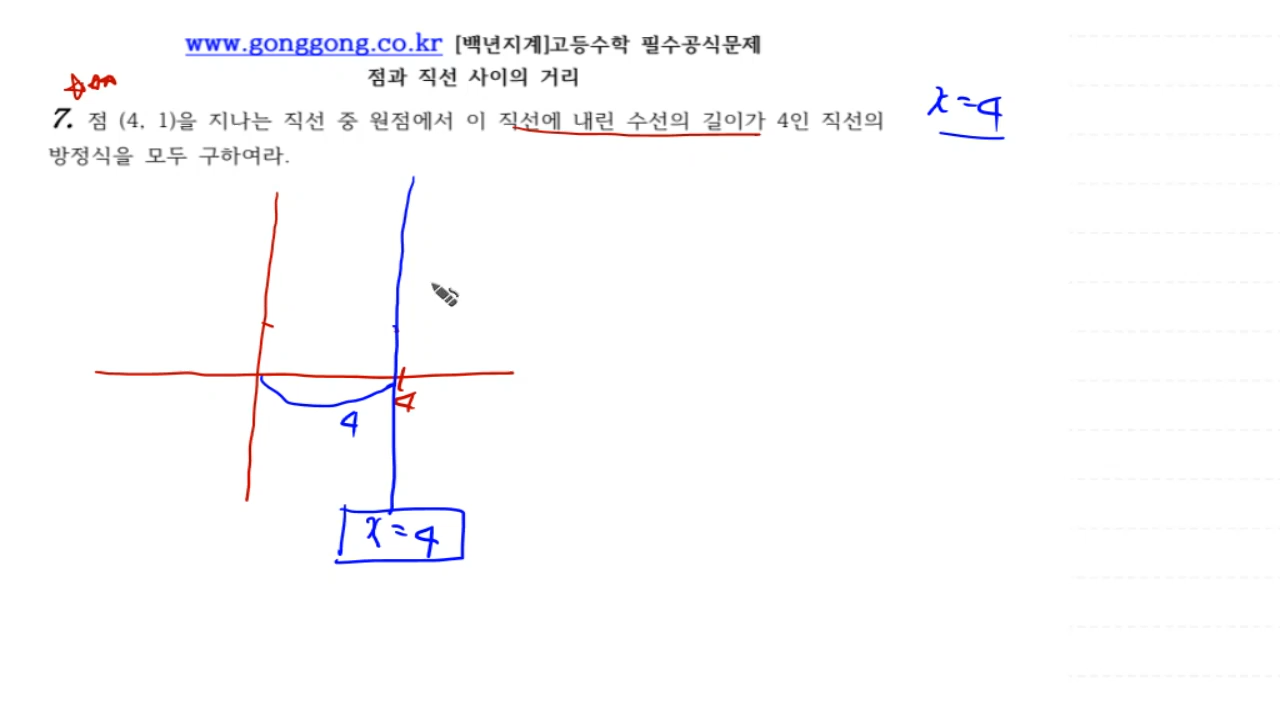 www.gonggong.co.kr [백년지계]고등수학 필수공식문제
점과 직선 사이의 거리
7. 점 (4, 1)을 지나는 직선 중 원점에서 이 직선에 내린 수선의 길이가 4인 직선의
방정식을 모두 구하여라.
x=4
4
4
x=4